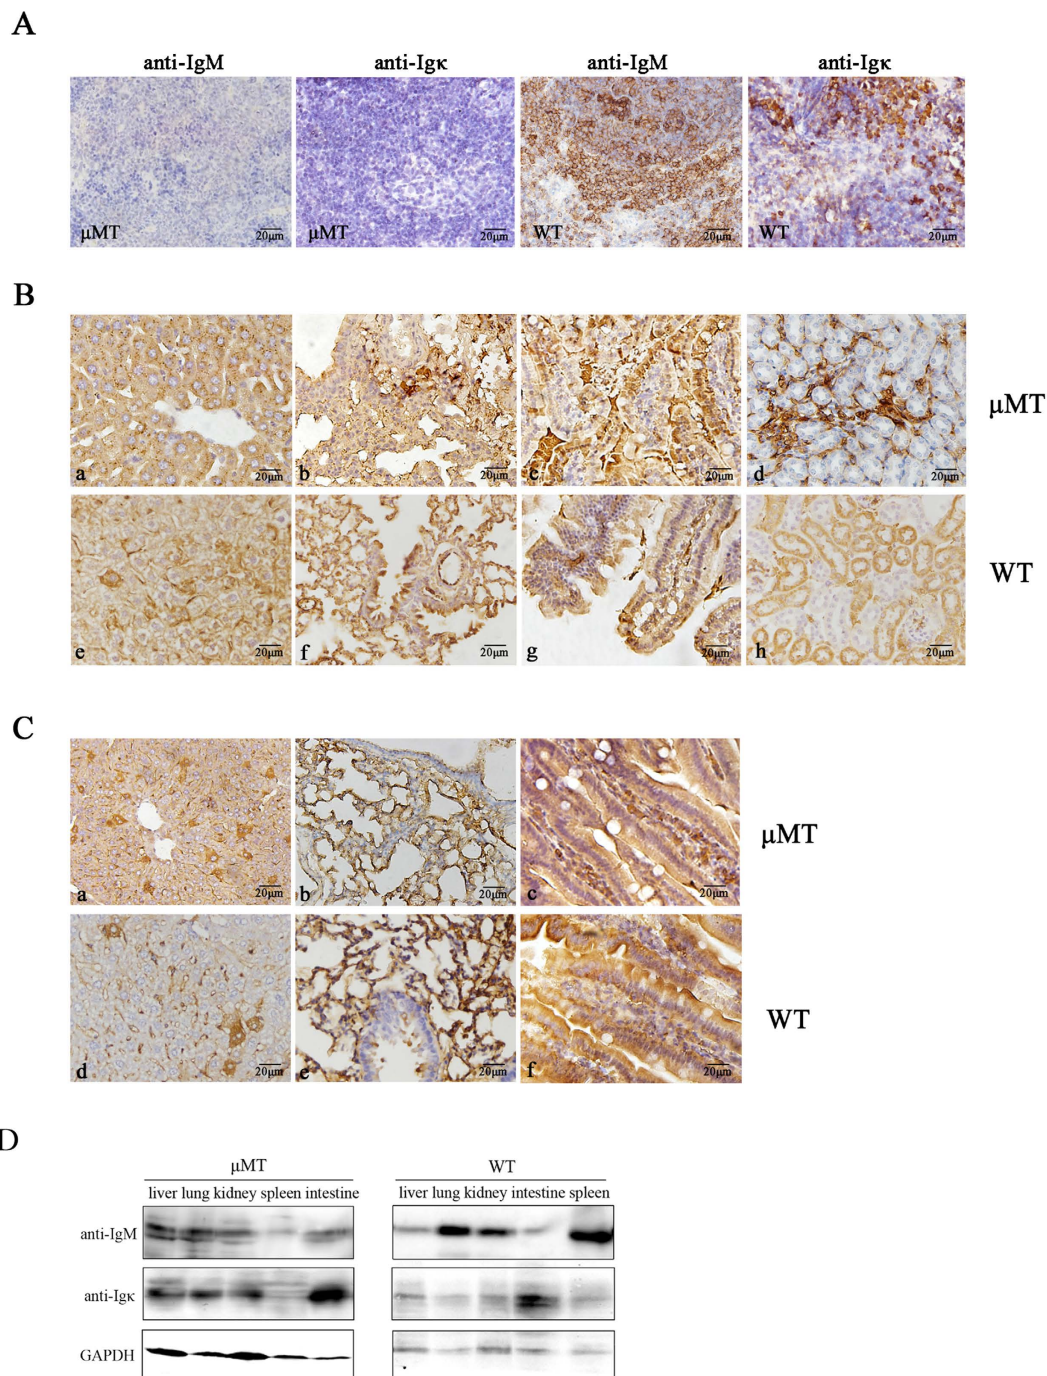 A
anti-IgM anti-Igκ anti-IgM anti-Igκ
μMT 20μm μMT 20μm WT 20μm WT 20μm
B
a 20μm b 20μm c 20μm d 20μm
μMT
e 20μm f 20μm g 20μm h 20μm
WT
C
a 20μm b 20μm c 20μm
μMT
d 20μm e 20μm f 20μm
WT
D
μMT WT
liver lung kidney spleen intestine liver lung kidney intestine spleen
anti-IgM
anti-Igκ
GAPDH